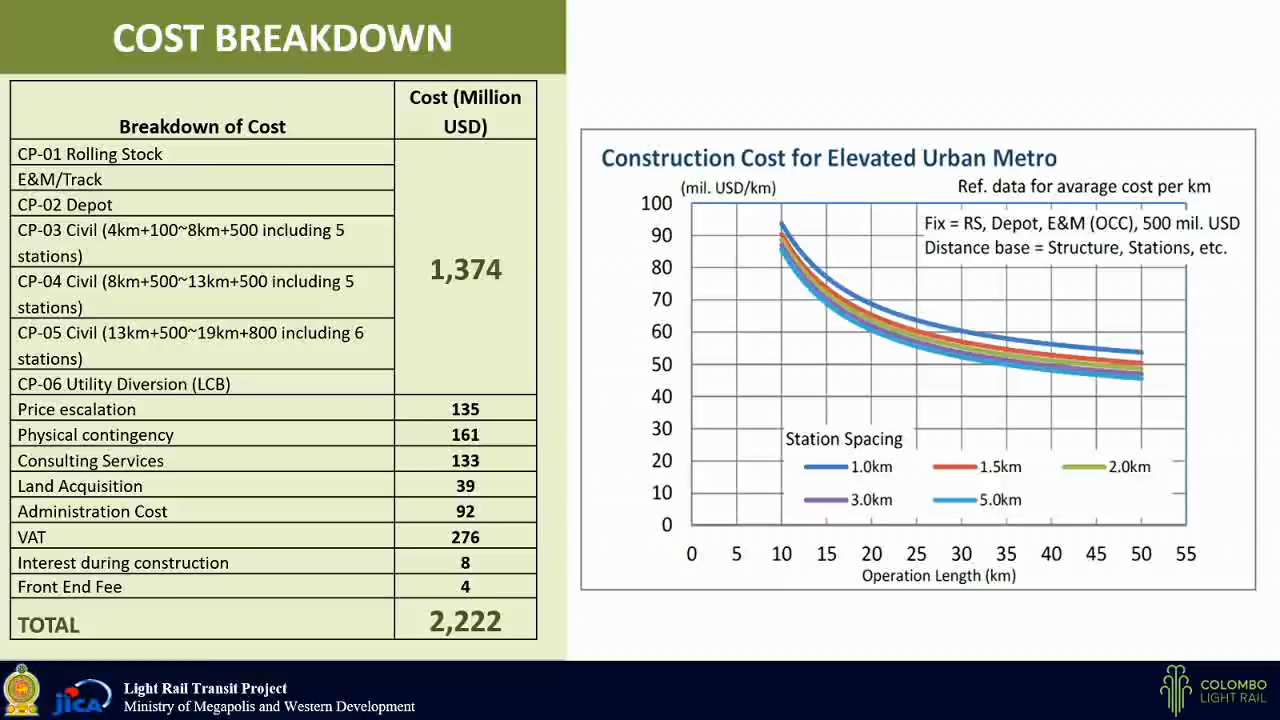 COST BREAKDOWN
Breakdown of Cost
Cost (Million
USD)
CP-01 Rolling Stock
E&M/Track
CP-02 Depot
CP-03 Civil (4km+100~8km+500 including 5
stations)
CP-04 Civil (8km+500~13km+500 including 5
stations)
CP-05 Civil (13km+500~19km+800 including 6
stations)
CP-06 Utility Diversion (LCB)
1,374
Price escalation 135
Physical contingency 161
Consulting Services 133
Land Acquisition 39
Administration Cost 92
VAT 276
Interest during construction 8
Front End Fee 4
TOTAL 2,222
Construction Cost for Elevated Urban Metro
(mil. USD/km)
Ref. data for avarage cost per km
Fix = RS, Depot, E&M (OCC), 500 mil. USD
Distance base = Structure, Stations, etc.
100
90
80
70
60
50
40
30
20
10
0
Station Spacing
1.0km 1.5km 2.0km
3.0km 5.0km
0 5 10 15 20 25 30 35 40 45 50 55
Operation Length (km)
jICA
Light Rail Transit Project
Ministry of Megapolis and Western Development
COLOMBO
LIGHT RAIL